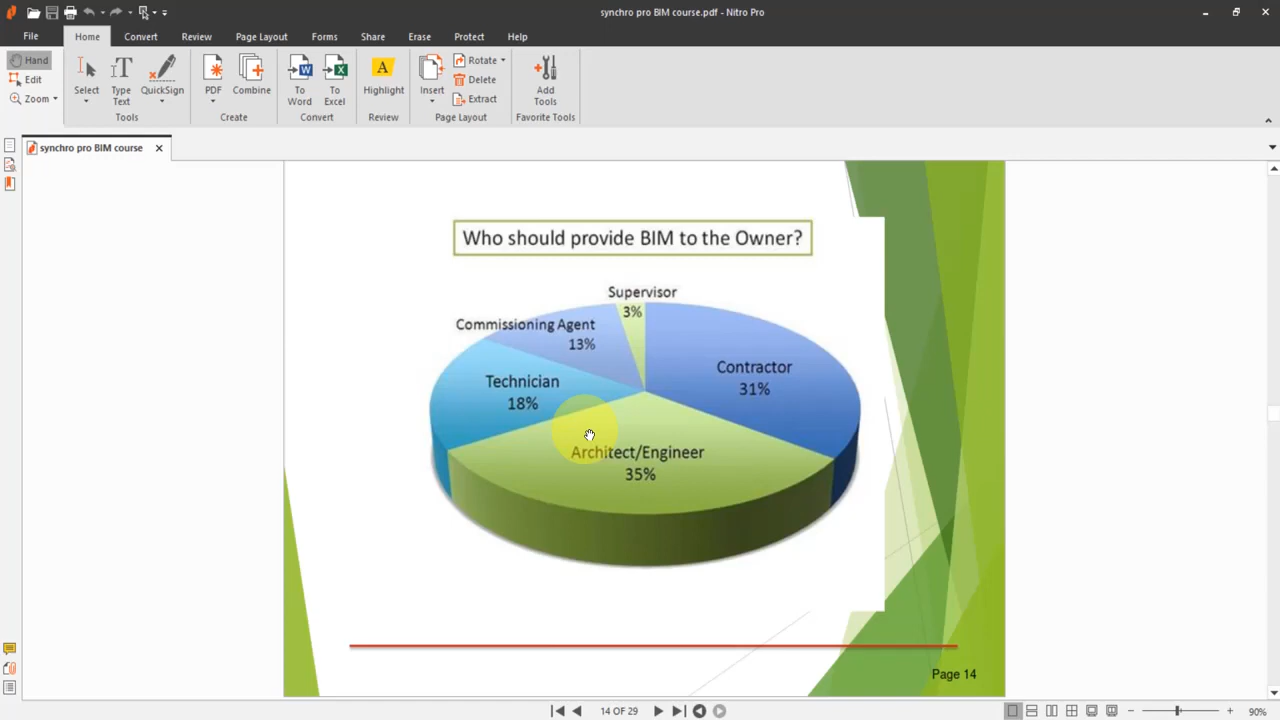 synchro pro BIM course.pdf - Nitro Pro
File Home Convert Review Page Layout Forms Share Erase Protect Help
Hand
Edit
Zoom
Select
Type Text
QuickSign
Tools
PDF
Combine
Create
To Word
To Excel
Convert
Highlight
Review
Insert
Rotate
Delete
Extract
Page Layout
Add Tools
Favorite Tools
synchro pro BIM course
Who should provide BIM to the Owner?
Supervisor
3%
Commissioning Agent
13%
Contractor
31%
Technician
18%
Architect/Engineer
35%
Page 14
14 OF 29
90%